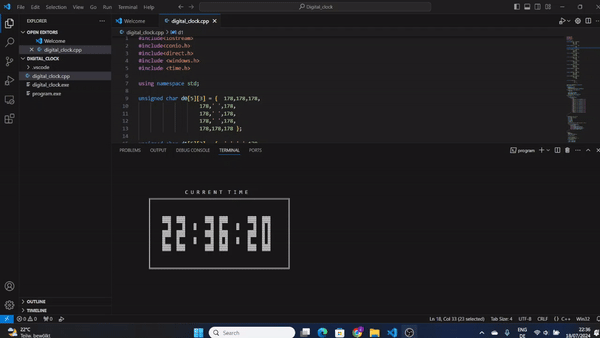 File Edit Selection View Go Run Terminal Help
Digital_clock
EXPLORER
OPEN EDITORS
Welcome
digital_clock.cpp
DIGITAL_CLOCK
.vscode
digital_clock.cpp
digital_clock.exe
program.exe
OUTLINE
TIMELINE
Welcome
digital_clock.cpp
digital_clock.cpp > d1
1 #include<iostream>
2 #include<conio.h>
3 #include<direct.h>
4 #include <windows.h>
5 #include <time.h>
6
7 using namespace std;
8
9 unsigned char d0[5][3] = { 178,178,178,
10 178,' ',178,
11 178,' ',178,
12 178,' ',178,
13 178,178,178 };
PROBLEMS OUTPUT DEBUG CONSOLE TERMINAL PORTS
program
CURRENT TIME
22:36:20
0 0 0
Ln 18, Col 33 (23 selected) Tab Size: 4 UTF-8 CRLF {} C++ Win32
22°C
Teilw. bewölkt
Search
ENG
DE
22:36
18/07/2024